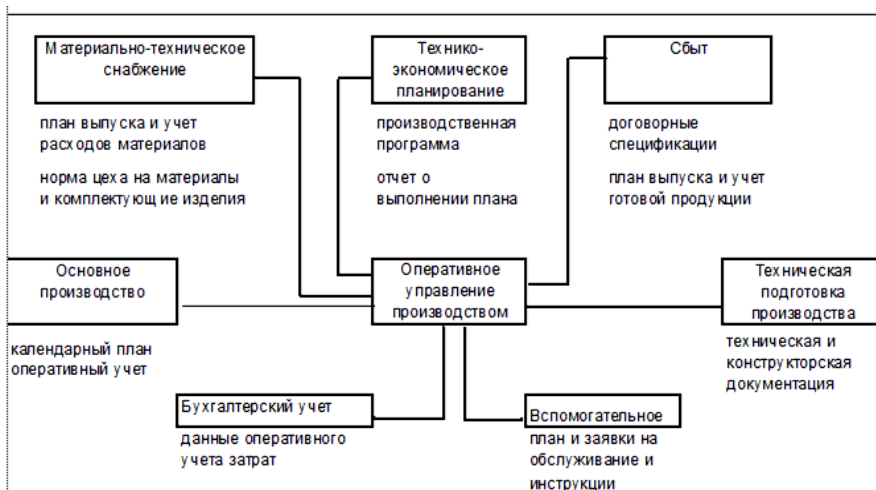 Материально-техническое
снабжение
план выпуска и учет
расходов материалов
норма цеха на материалы
и комплектующие изделия
Технико-
экономическое
планирование
производственная
программа
отчет о
выполнении плана
Сбыт
договорные
спецификации
план выпуска и учет
готовой продукции
Основное
производство
календарный план
оперативный учет
Оперативное
управление
производством
Техническая
подготовка
производства
техническая и
конструкторская
документация
Бухгалтерский учет
данные оперативного
учета затрат
Вспомогательное
план и заявки на
обслуживание и
инструкции